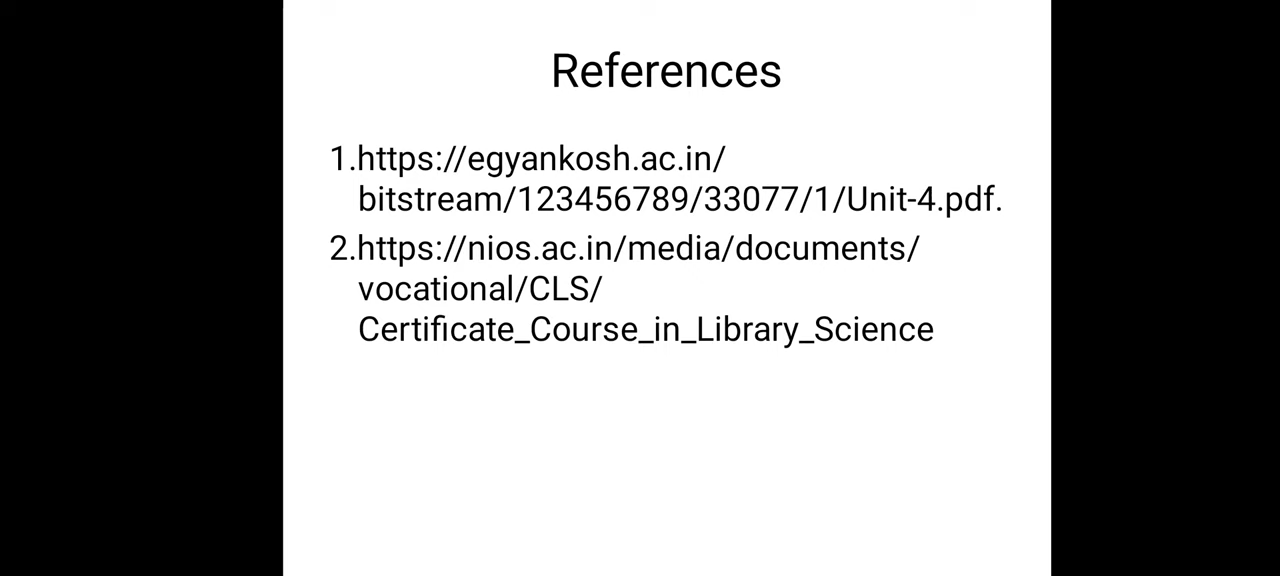 References
1.https://egyankosh.ac.in/
bitstream/123456789/33077/1/Unit-4.pdf.
2.https://nios.ac.in/media/documents/
vocational/CLS/
Certificate_Course_in_Library_Science